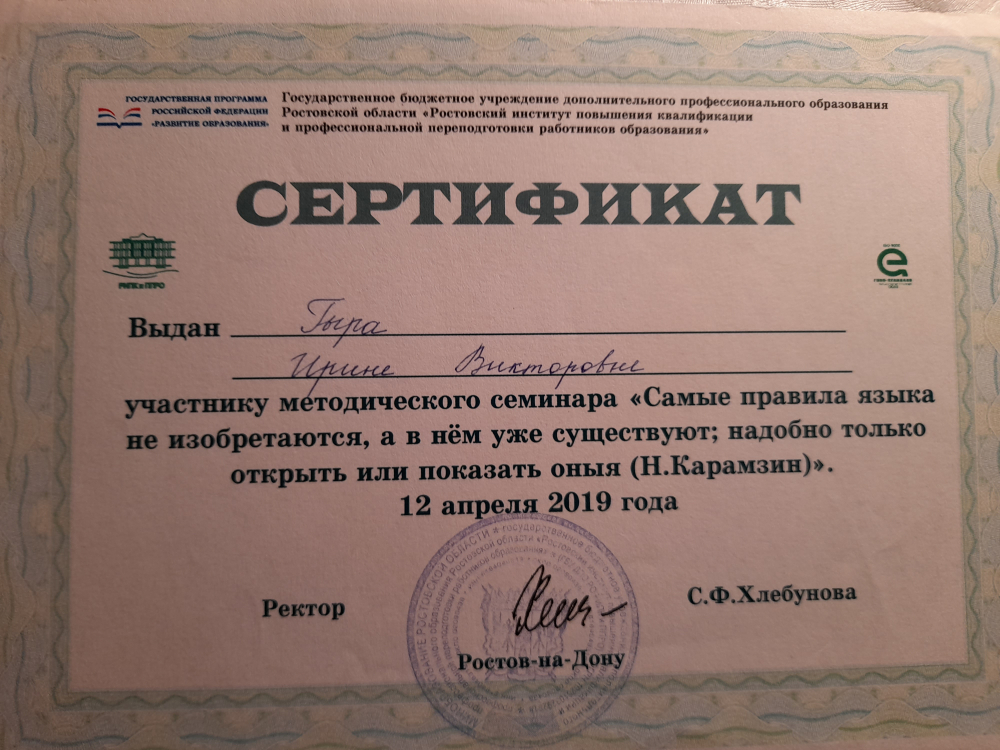 ГОСУДАРСТВЕННАЯ ПРОГРАММА
РОССИЙСКОЙ ФЕДЕРАЦИИ
«РАЗВИТИЕ ОБРАЗОВАНИЯ»
Государственное бюджетное учреждение дополнительного профессионального образования
Ростовской области «Ростовский институт повышения квалификации
и профессиональной переподготовки работников образования»
СЕРТИФИКАТ
РИПК и ППРО
Выдан Гыра
Ирине Викторовне
участнику методического семинара «Самые правила языка
не изобретаются, а в нём уже существуют; надобно только
открыть или показать оныя (Н.Карамзин)».
12 апреля 2019 года
Ректор
С.Ф.Хлебунова
Ростов-на-Дону